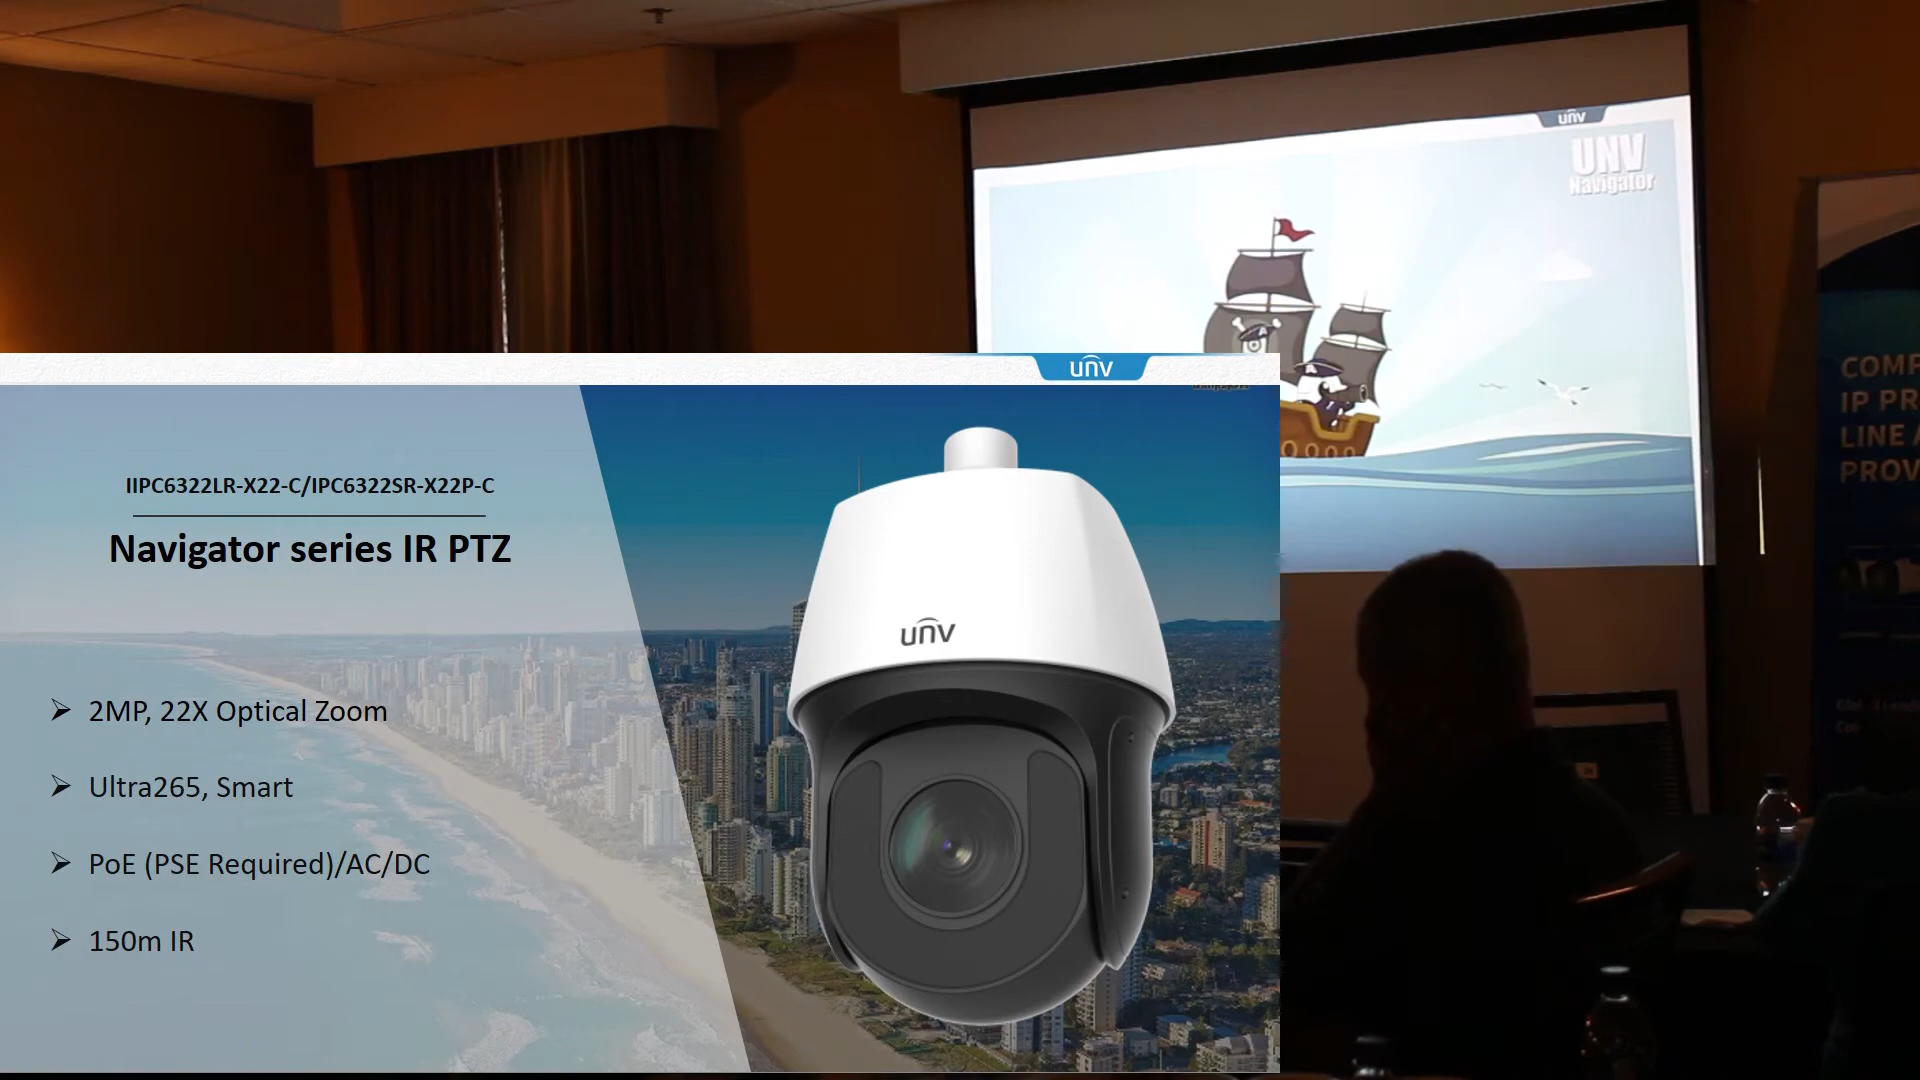 unv
UNV
Navigator
COMP
IP PR
LINE A
PROV
unv
IIPC6322LR-X22-C/IPC6322SR-X22P-C
Navigator series IR PTZ
unv
➢ 2MP, 22X Optical Zoom
➢ Ultra265, Smart
➢ PoE (PSE Required)/AC/DC
➢ 150m IR